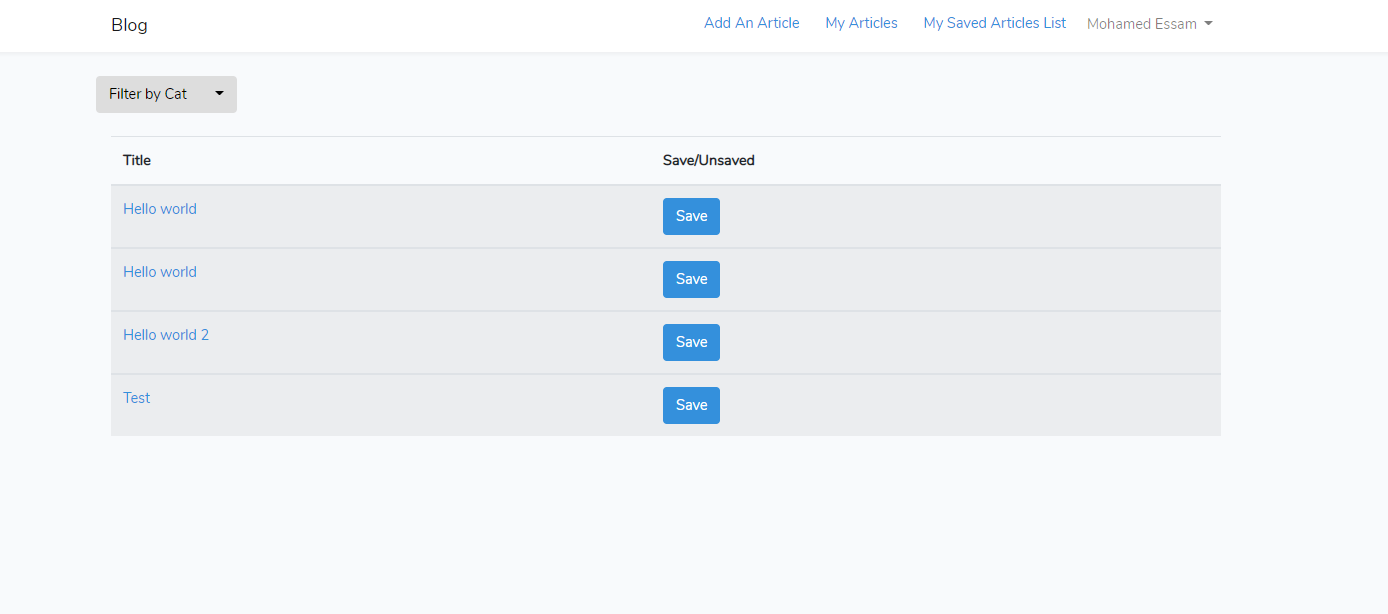 Blog Add An Article My Articles My Saved Articles List Mohamed Essam
Filter by Cat
Title Save/Unsaved
Hello world Save
Hello world Save
Hello world 2 Save
Test Save